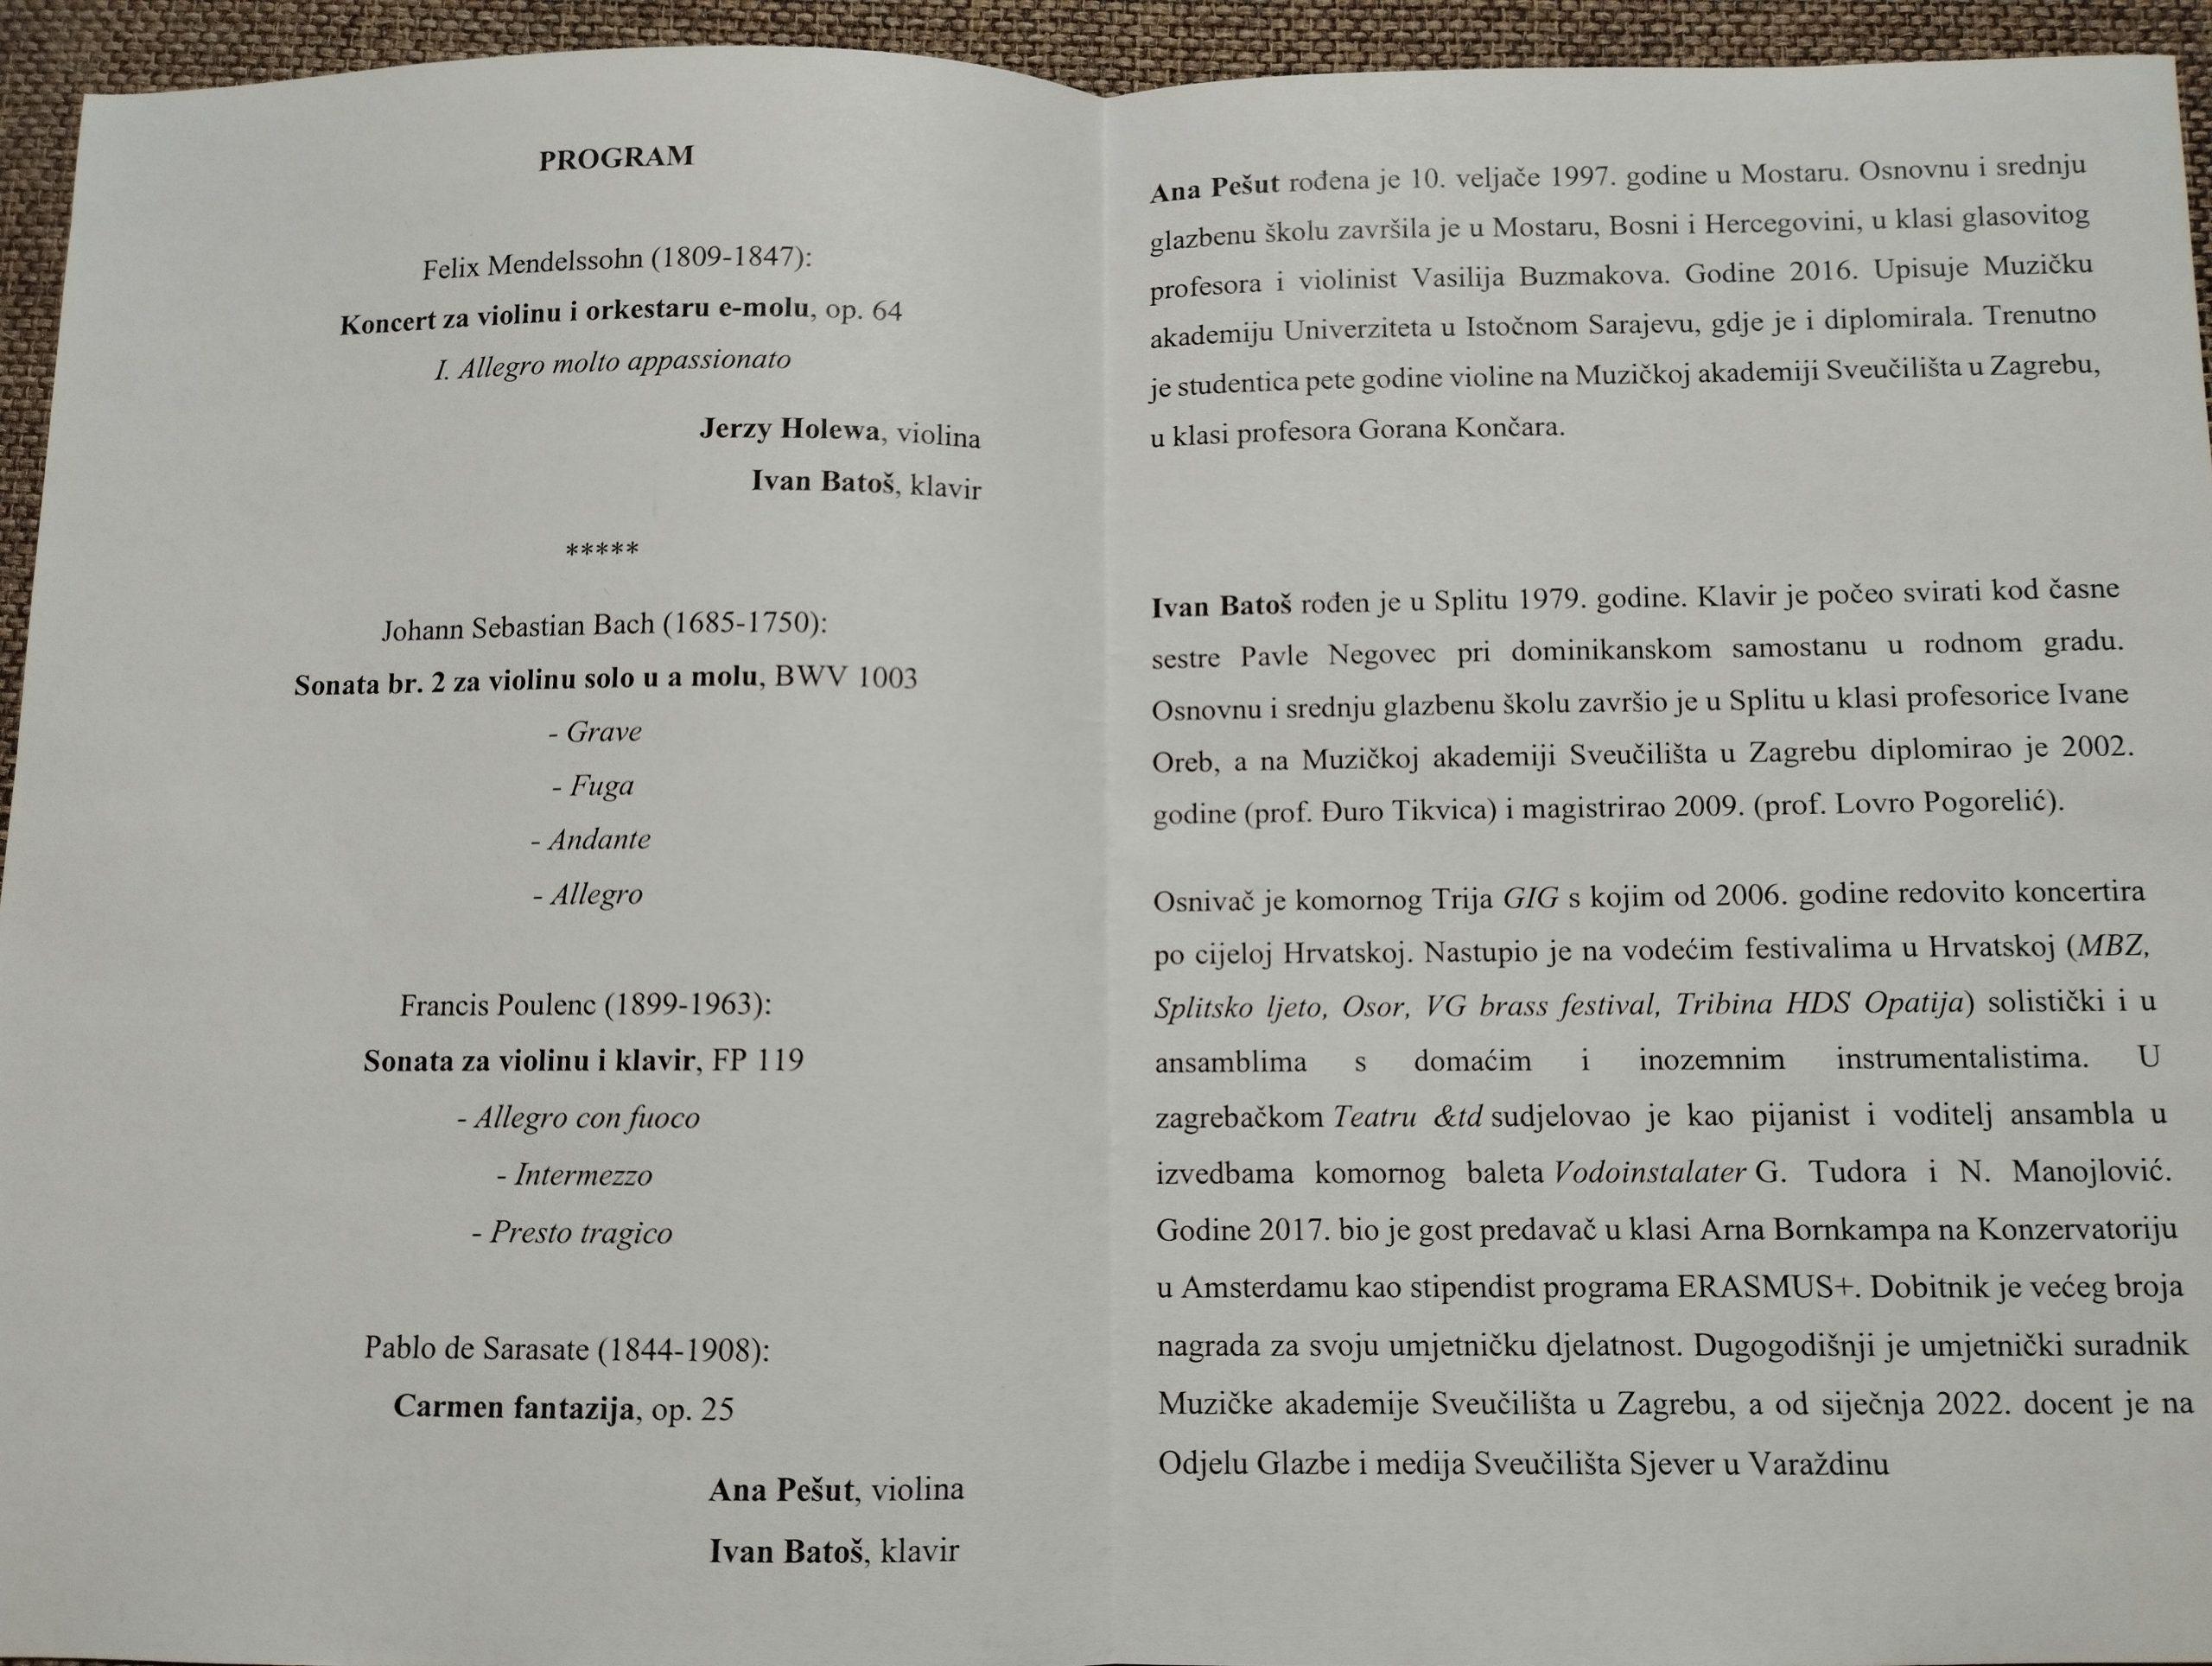 PROGRAM
Felix Mendelssohn (1809-1847):
Koncert za violinu i orkestaru e-molu, op. 64
I. Allegro molto appassionato
Jerzy Holewa, violina
Ivan Batoš, klavir
*****
Johann Sebastian Bach (1685-1750):
Sonata br. 2 za violinu solo u a molu, BWV 1003
- Grave
- Fuga
- Andante
- Allegro
Francis Poulenc (1899-1963):
Sonata za violinu i klavir, FP 119
- Allegro con fuoco
- Intermezzo
- Presto tragico
Pablo de Sarasate (1844-1908):
Carmen fantazija, op. 25
Ana Pešut, violina
Ivan Batoš, klavir
Ana Pešut rođena je 10. veljače 1997. godine u Mostaru. Osnovnu i srednju
glazbenu školu završila je u Mostaru, Bosni i Hercegovini, u klasi glasovitog
profesora i violinist Vasilija Buzmakova. Godine 2016. Upisuje Muzičku
akademiju Univerziteta u Istočnom Sarajevu, gdje je i diplomirala. Trenutno
je studentica pete godine violine na Muzičkoj akademiji Sveučilišta u Zagrebu,
u klasi profesora Gorana Končara.
Ivan Batoš rođen je u Splitu 1979. godine. Klavir je počeo svirati kod časne
sestre Pavle Negovec pri dominikanskom samostanu u rodnom gradu.
Osnovnu i srednju glazbenu školu završio je u Splitu u klasi profesorice Ivane
Oreb, a na Muzičkoj akademiji Sveučilišta u Zagrebu diplomirao je 2002.
godine (prof. Đuro Tikvica) i magistrirao 2009. (prof. Lovro Pogorelić).
Osnivač je komornog Trija GIG s kojim od 2006. godine redovito koncertira
po cijeloj Hrvatskoj. Nastupio je na vodećim festivalima u Hrvatskoj (MBZ,
Splitsko ljeto, Osor, VG brass festival, Tribina HDS Opatija) solistički i u
ansamblima s domaćim i inozemnim instrumentalistima. U
zagrebačkom Teatru &td sudjelovao je kao pijanist i voditelj ansambla u
izvedbama komornog baleta Vodoinstalater G. Tudora i N. Manojlović.
Godine 2017. bio je gost predavač u klasi Arna Bornkampa na Konzervatoriju
u Amsterdamu kao stipendist programa ERASMUS+. Dobitnik je većeg broja
nagrada za svoju umjetničku djelatnost. Dugogodišnji je umjetnički suradnik
Muzičke akademije Sveučilišta u Zagrebu, a od siječnja 2022. docent je na
Odjelu Glazbe i medija Sveučilišta Sjever u Varaždinu